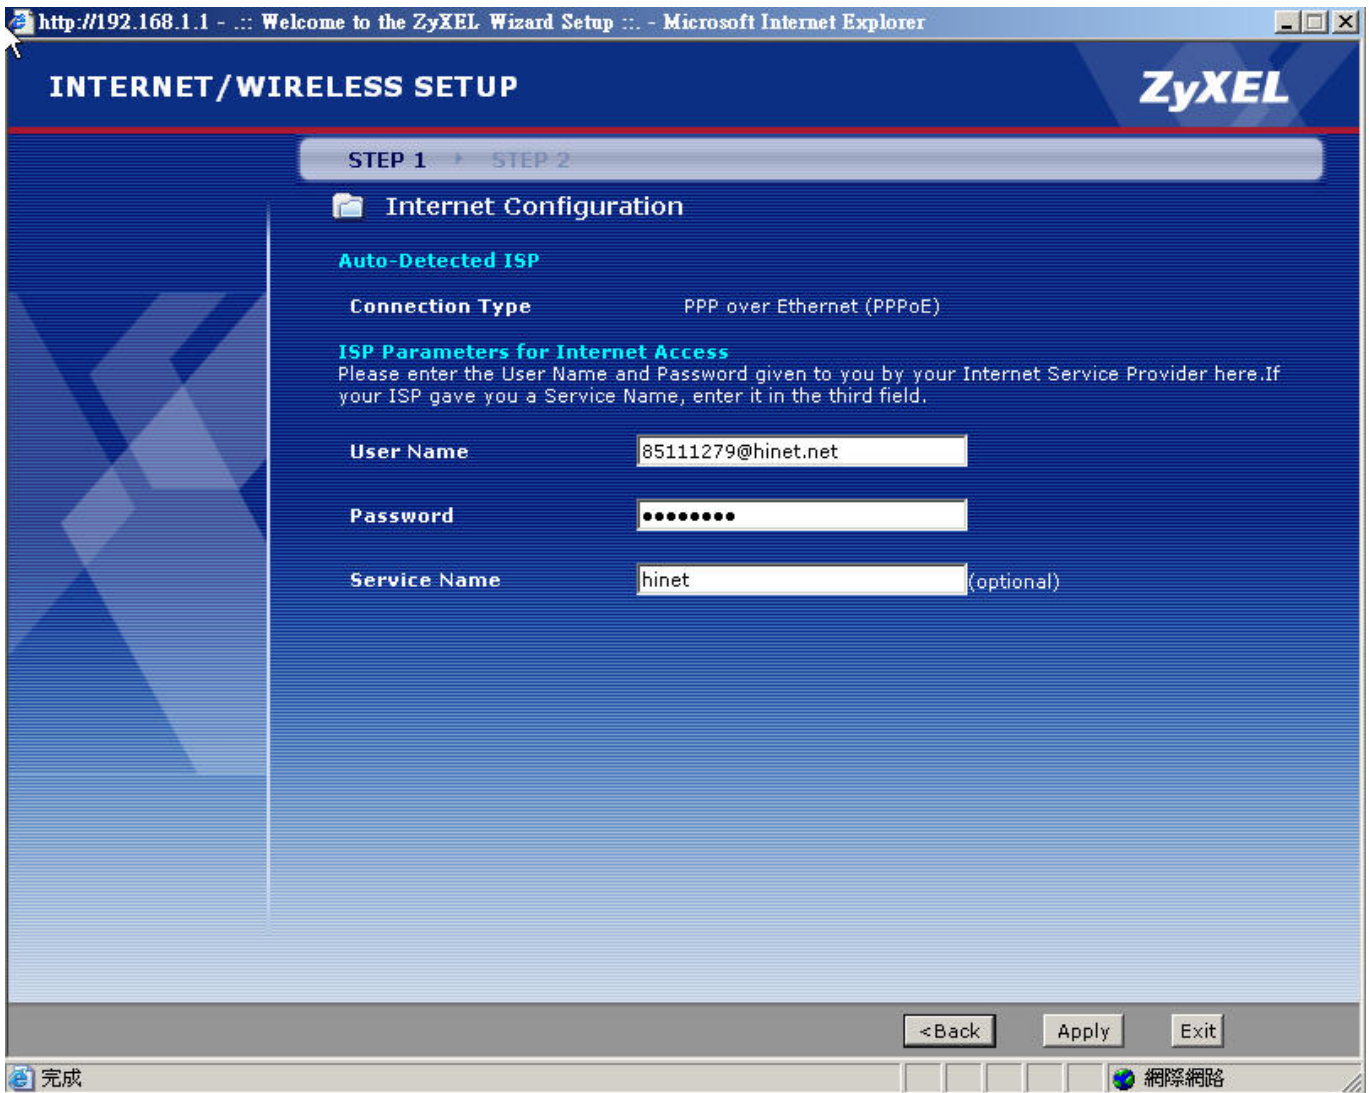 http://192.168.1.1 - .:: Welcome to the ZyXEL Wizard Setup ::. - Microsoft Internet Explorer
INTERNET/WIRELESS SETUP
ZyXEL
STEP 1 STEP 2
Internet Configuration
Auto-Detected ISP
Connection Type PPP over Ethernet (PPPoE)
ISP Parameters for Internet Access
Please enter the User Name and Password given to you by your Internet Service Provider here.If
your ISP gave you a Service Name, enter it in the third field.
User Name 85111279@hinet.net
Password ●●●●●●●●
Service Name hinet (optional)
<Back Apply Exit
完成 網際網路